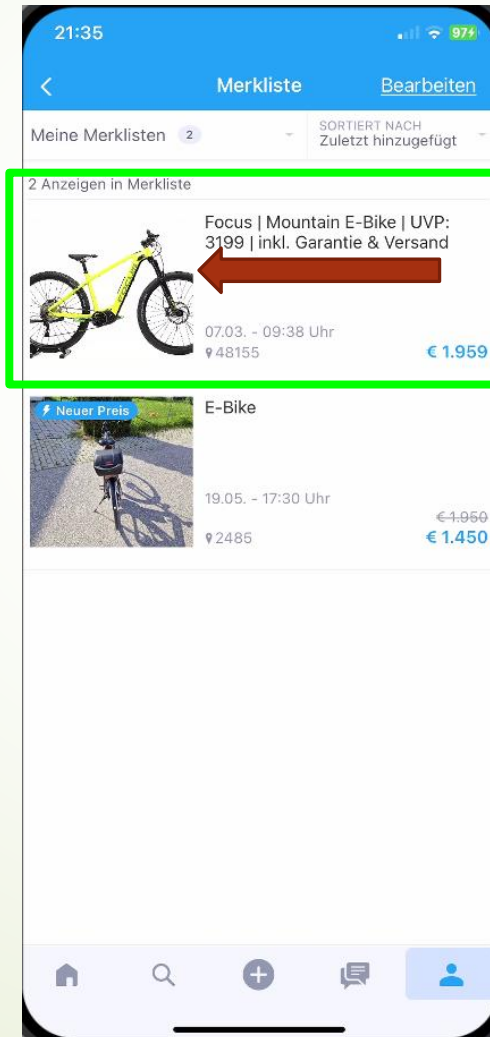 21:35
97
Merkliste
Bearbeiten
Meine Merklisten 2
SORTIERT NACH
Zuletzt hinzugefügt
2 Anzeigen in Merkliste
Focus | Mountain E-Bike | UVP:
3199 | inkl. Garantie & Versand
07.03. - 09:38 Uhr
48155
€ 1.959
Neuer Preis
E-Bike
19.05. - 17:30 Uhr
€ 1.950
2485
€ 1.450